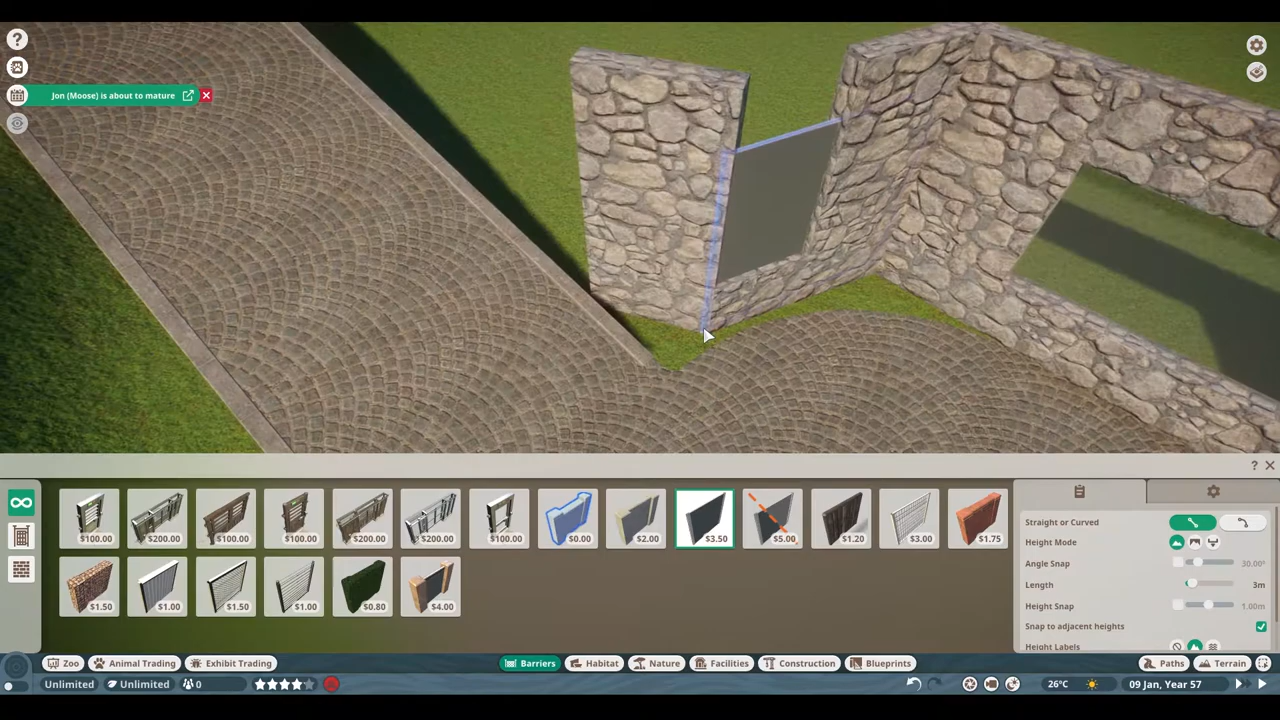 ?
Jon (Moose) is about to mature
?
$100.00 $200.00 $100.00 $100.00 $200.00 $200.00 $100.00 $0.00 $2.00 $3.50 $5.00 $1.20 $3.00 $1.75
$1.50 $1.00 $1.50 $1.00 $0.80 $4.00
Straight or Curved
Height Mode
Angle Snap 30.00°
Length 3m
Height Snap 1.00m
Snap to adjacent heights
Height Labels
Zoo Animal Trading Exhibit Trading Barriers Habitat Nature Facilities Construction Blueprints Paths Terrain
Unlimited Unlimited 0 26°C 09 Jan, Year 57